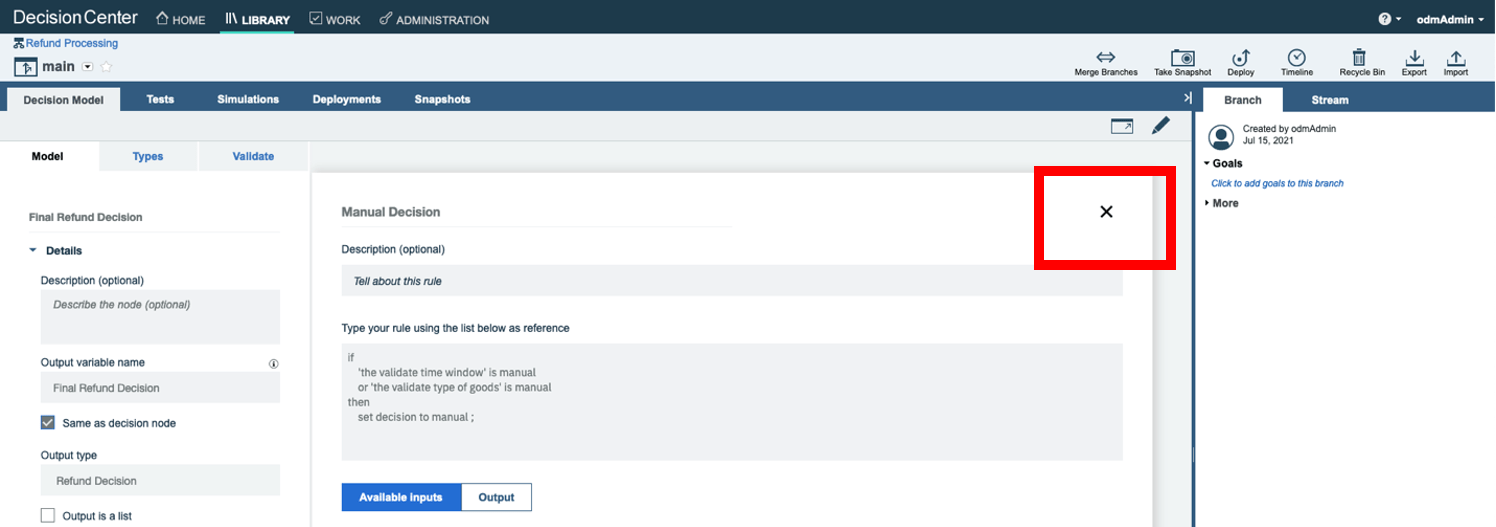 Decision Center HOME LIBRARY WORK ADMINISTRATION ? odmAdmin
Refund Processing
main
Merge Branches Take Snapshot Deploy Timeline Recycle Bin Export Import
Decision Model Tests Simulations Deployments Snapshots
Branch Stream
Created by odmAdmin
Jul 15, 2021
Goals
Click to add goals to this branch
More
Model Types Validate
Final Refund Decision
Details
Description (optional)
Describe the node (optional)
Output variable name
Final Refund Decision
Same as decision node
Output type
Refund Decision
Output is a list
Manual Decision
Description (optional)
Tell about this rule
Type your rule using the list below as reference
if
'the validate time window' is manual
or 'the validate type of goods' is manual
then
set decision to manual ;
Available inputs Output